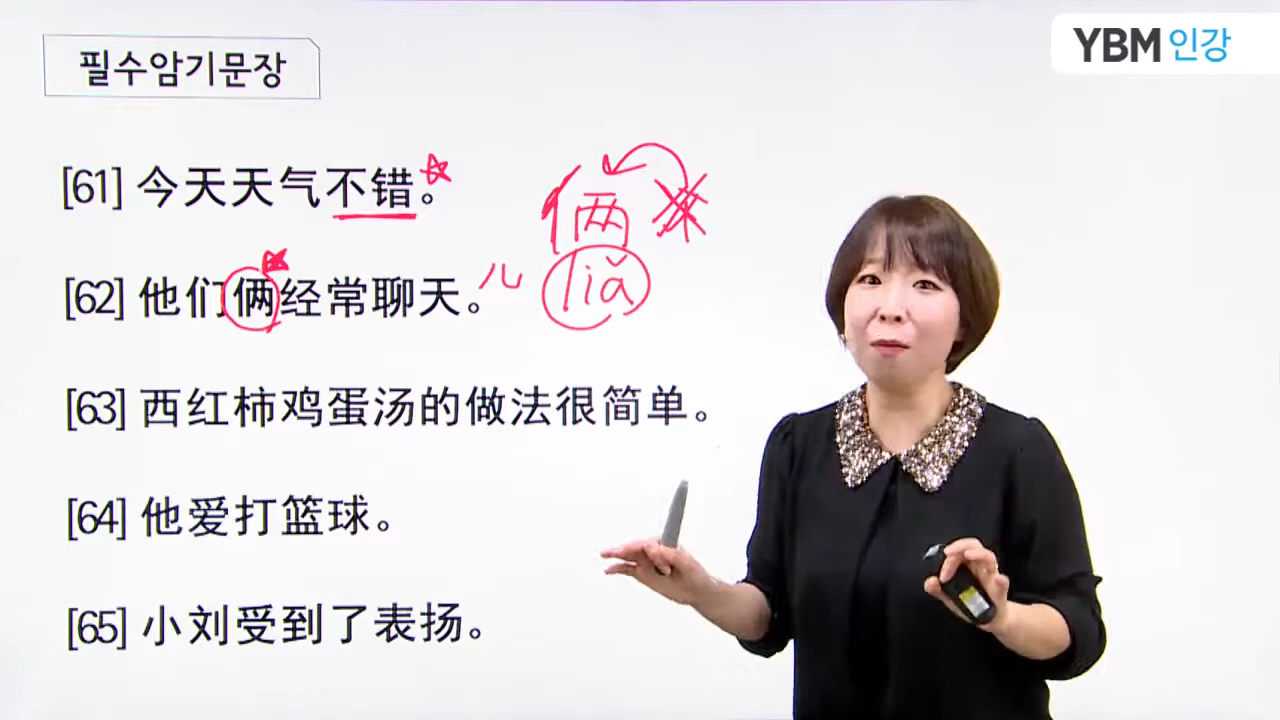 YBM 인강
필수암기문장
[61] 今天天气不错。
俩
[62] 他们俩经常聊天。
儿 liǎ
[63] 西红柿鸡蛋汤的做法很简单。
[64] 他爱打篮球。
[65] 小刘受到了表扬。